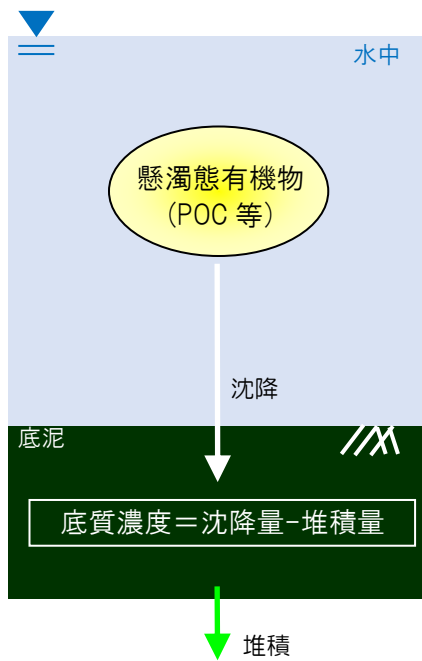 水中
懸濁態有機物
(POC 等)
沈降
底泥
底質濃度＝沈降量-堆積量
堆積